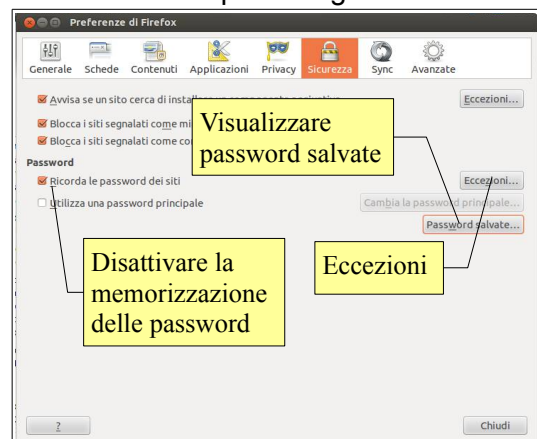 Preferenze di Firefox
Generale Schede Contenuti Applicazioni Privacy Sicurezza Sync Avanzate
Avvisa se un sito cerca di inst
Eccezioni...
Blocca i siti segnalati come
Blocca i siti segnalati come
Visualizzare
password salvate
Password
Ricorda le password dei siti
Eccezioni...
Utilizza una password principale
Cambia la password principale...
Password salvate...
Disattivare la
memorizzazione
delle password
Eccezioni
?
Chiudi